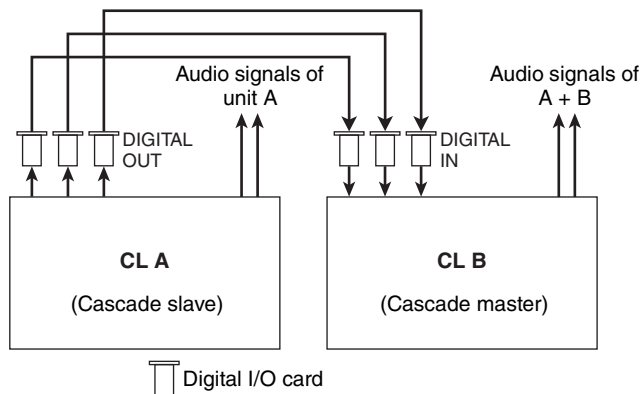 Audio signals of
unit A
Audio signals of
A + B
DIGITAL
OUT
DIGITAL
IN
CL A
(Cascade slave)
CL B
(Cascade master)
Digital I/O card